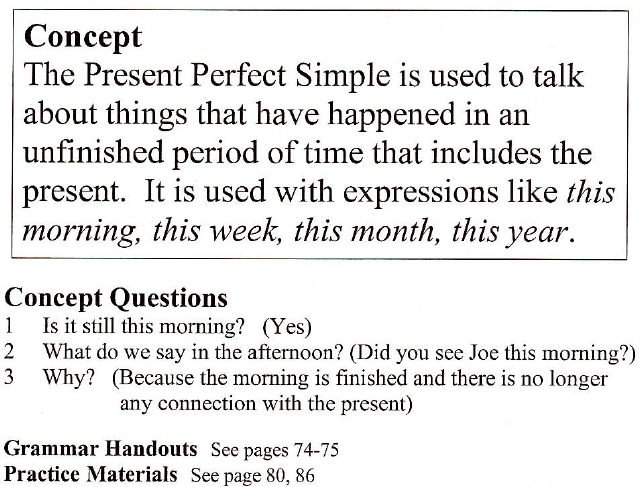 Concept
The Present Perfect Simple is used to talk
about things that have happened in an
unfinished period of time that includes the
present.  It is used with expressions like this
morning, this week, this month, this year.
Concept Questions
1 Is it still this morning? (Yes)
2 What do we say in the afternoon? (Did you see Joe this morning?)
3 Why? (Because the morning is finished and there is no longer
any connection with the present)
Grammar Handouts See pages 74-75
Practice Materials See page 80, 86